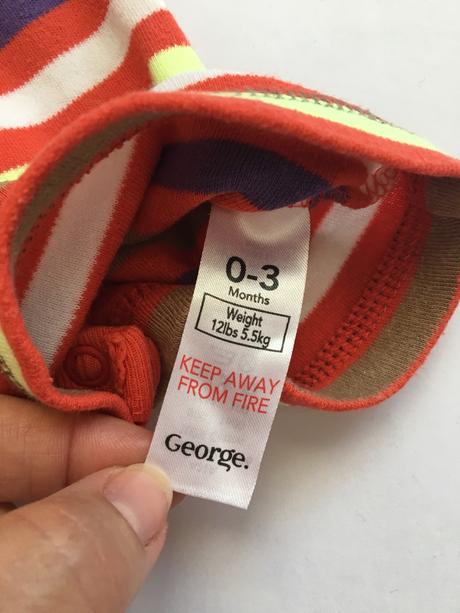 0-3
Months
Weight
12lbs 5.5kg
KEEP AWAY
FROM FIRE
George.